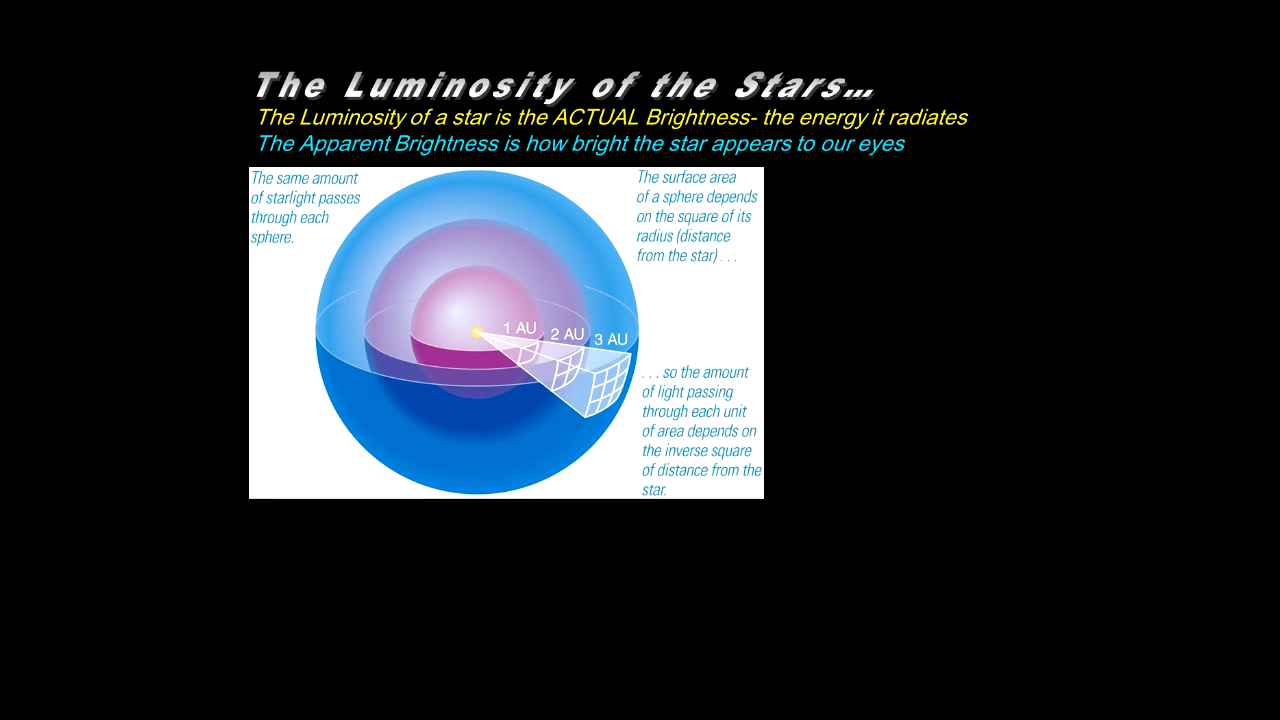 The Luminosity of the Stars...
The Luminosity of a star is the ACTUAL Brightness- the energy it radiates
The Apparent Brightness is how bright the star appears to our eyes
The same amount
of starlight passes
through each
sphere.
The surface area
of a sphere depends
on the square of its
radius (distance
from the star) . . .
1 AU
2 AU
3 AU
. . . so the amount
of light passing
through each unit
of area depends on
the inverse square
of distance from the
star.